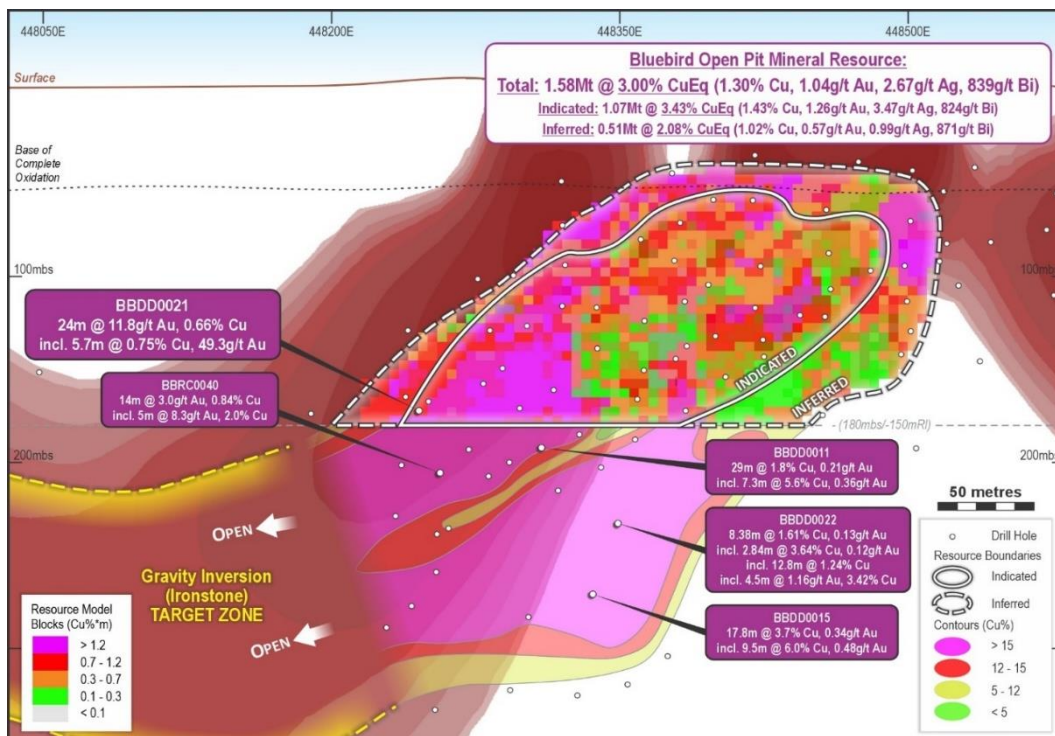 448050E
448200E
448350E
448500E
Bluebird Open Pit Mineral Resource:
Total: 1.58Mt @ 3.00% CuEq (1.30% Cu, 1.04g/t Au, 2.67g/t Ag, 839g/t Bi)
Indicated: 1.07Mt @ 3.43% CuEq (1.43% Cu, 1.26g/t Au, 3.47g/t Ag, 824g/t Bi)
Inferred: 0.51Mt @ 2.08% CuEq (1.02% Cu, 0.57g/t Au, 0.99g/t Ag, 871g/t Bi)
Surface
Base of
Complete
Oxidation
100mbs
100mbs
BBDD0021
24m @ 11.8g/t Au, 0.66% Cu
incl. 5.7m @ 0.75% Cu, 49.3g/t Au
BBRC0040
14m @ 3.0g/t Au, 0.84% Cu
incl. 5m @ 8.3g/t Au, 2.0% Cu
INDICATED
INFERRED
(180mbs/-150mRl)
200mbs
200mbs
BBDD0011
29m @ 1.8% Cu, 0.21g/t Au
incl. 7.3m @ 5.6% Cu, 0.36g/t Au
BBDD0022
8.38m @ 1.61% Cu, 0.13g/t Au
incl. 2.84m @ 3.64% Cu, 0.12g/t Au
incl. 12.8m @ 1.24% Cu
incl. 4.5m @ 1.16g/t Au, 3.42% Cu
BBDD0015
17.8m @ 3.7% Cu, 0.34g/t Au
incl. 9.5m @ 6.0% Cu, 0.48g/t Au
OPEN
Gravity Inversion
(Ironstone)
TARGET ZONE
OPEN
Resource Model
Blocks (Cu%*m)
> 1.2
0.7 - 1.2
0.3 - 0.7
0.1 - 0.3
< 0.1
50 metres
Drill Hole
Resource Boundaries
Indicated
Inferred
Contours (Cu%)
> 15
12 - 15
5 - 12
< 5